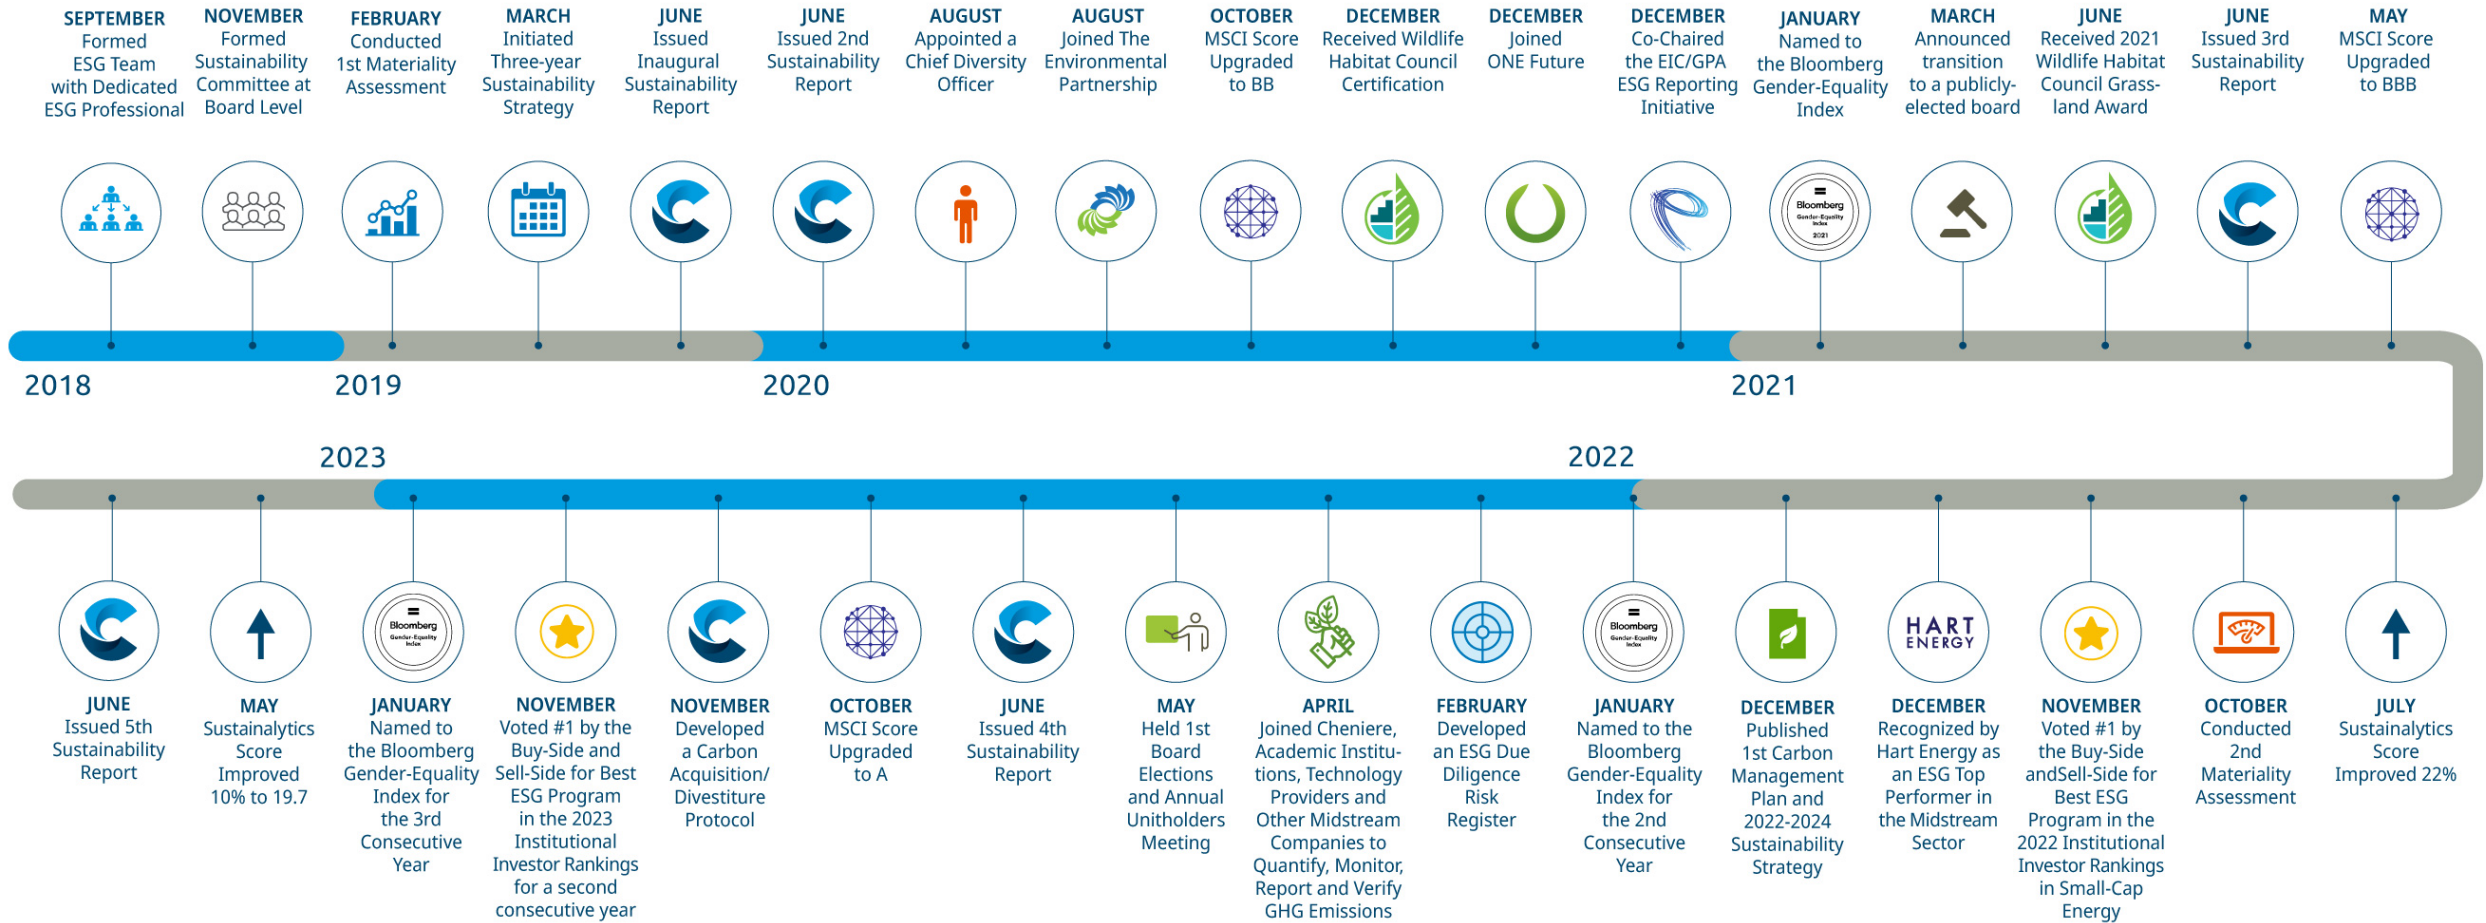 SEPTEMBER
Formed
ESG Team
with Dedicated
ESG Professional
NOVEMBER
Formed
Sustainability
Committee at
Board Level
FEBRUARY
Conducted
1st Materiality
Assessment
MARCH
Initiated
Three-year
Sustainability
Strategy
JUNE
Issued
Inaugural
Sustainability
Report
JUNE
Issued 2nd
Sustainability
Report
AUGUST
Appointed a
Chief Diversity
Officer
AUGUST
Joined The
Environmental
Partnership
OCTOBER
MSCI Score
Upgraded
to BB
DECEMBER
Received Wildlife
Habitat Council
Certification
DECEMBER
Joined
ONE Future
DECEMBER
Co-Chaired
the EIC/GPA
ESG Reporting
Initiative
JANUARY
Named to
the Bloomberg
Gender-Equality
Index
MARCH
Announced
transition
to a publicly-
elected board
JUNE
Received 2021
Wildlife Habitat
Council Grass-
land Award
JUNE
Issued 3rd
Sustainability
Report
MAY
MSCI Score
Upgraded
to BBB
Bloomberg
Gender-Equality
Index
2021
2018
2019
2020
2021
2023
2022
Bloomberg
Gender-Equality
Index
Bloomberg
Gender-Equality
Index
HART
ENERGY
JUNE
Issued 5th
Sustainability
Report
MAY
Sustainalytics
Score
Improved
10% to 19.7
JANUARY
Named to
the Bloomberg
Gender-Equality
Index for
the 3rd
Consecutive
Year
NOVEMBER
Voted #1 by the
Buy-Side and
Sell-Side for Best
ESG Program
in the 2023
Institutional
Investor Rankings
for a second
consecutive year
NOVEMBER
Developed
a Carbon
Acquisition/
Divestiture
Protocol
OCTOBER
MSCI Score
Upgraded
to A
JUNE
Issued 4th
Sustainability
Report
MAY
Held 1st
Board
Elections
and Annual
Unitholders
Meeting
APRIL
Joined Cheniere,
Academic Institu-
tions, Technology
Providers and
Other Midstream
Companies to
Quantify, Monitor,
Report and Verify
GHG Emissions
FEBRUARY
Developed
an ESG Due
Diligence
Risk
Register
JANUARY
Named to the
Bloomberg
Gender-Equality
Index for
the 2nd
Consecutive
Year
DECEMBER
Published
1st Carbon
Management
Plan and
2022-2024
Sustainability
Strategy
DECEMBER
Recognized by
Hart Energy as
an ESG Top
Performer in
the Midstream
Sector
NOVEMBER
Voted #1 by
the Buy-Side
andSell-Side for
Best ESG
Program in the
2022 Institutional
Investor Rankings
in Small-Cap
Energy
OCTOBER
Conducted
2nd
Materiality
Assessment
JULY
Sustainalytics
Score
Improved 22%